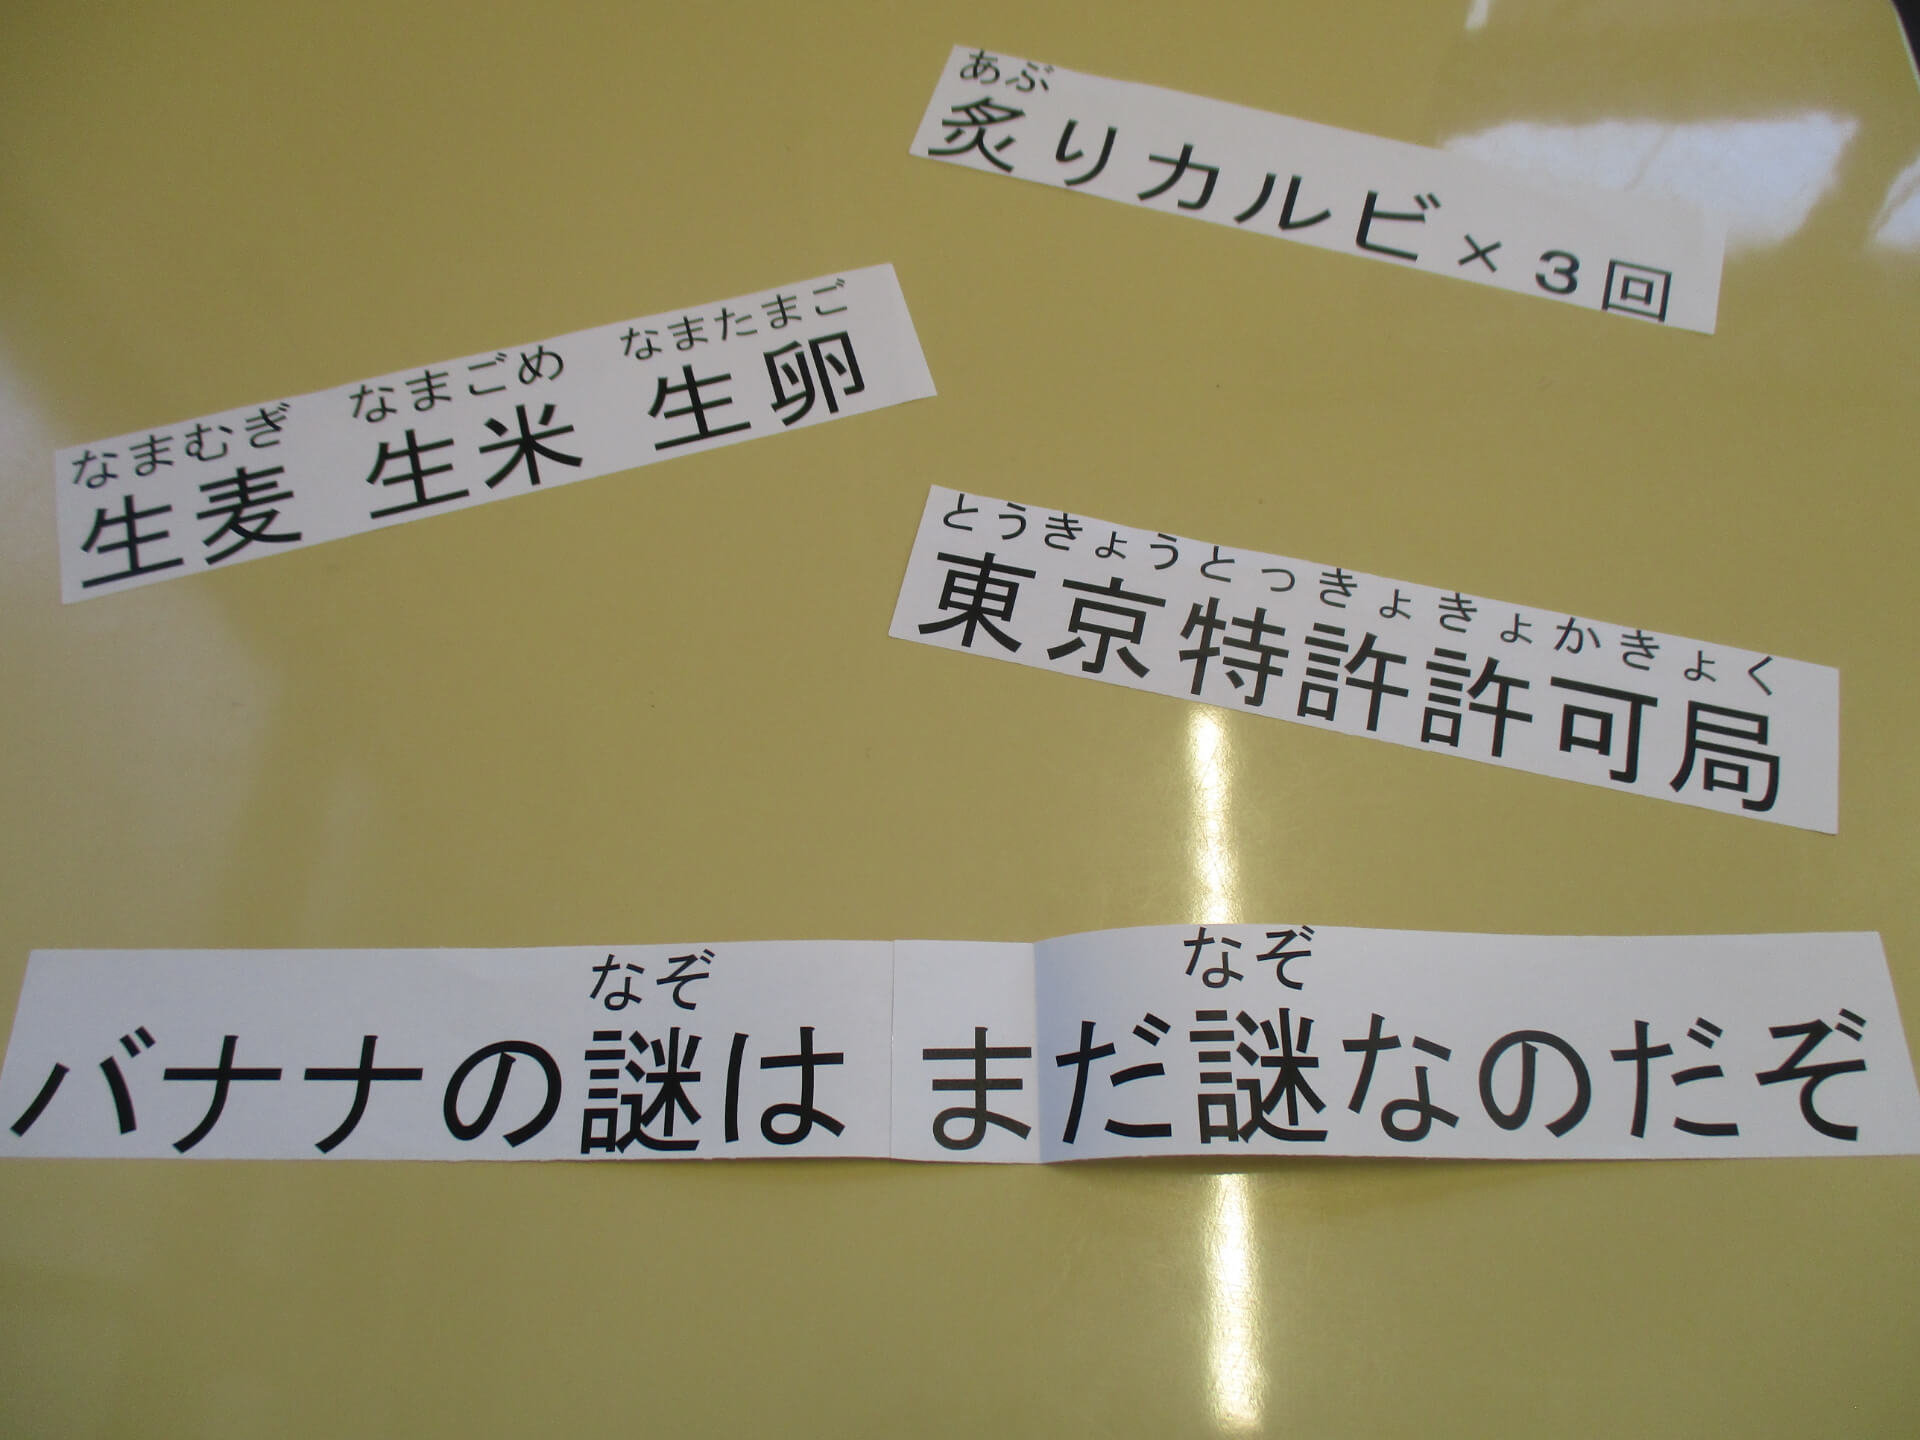 あぶ
炙りカルビ×3回
なまむぎ なまごめ なまたまご
生麦 生米 生卵
とうきょうとっきょきょかきょく
東京特許許可局
なぞ なぞ
バナナの謎は まだ謎なのだぞ